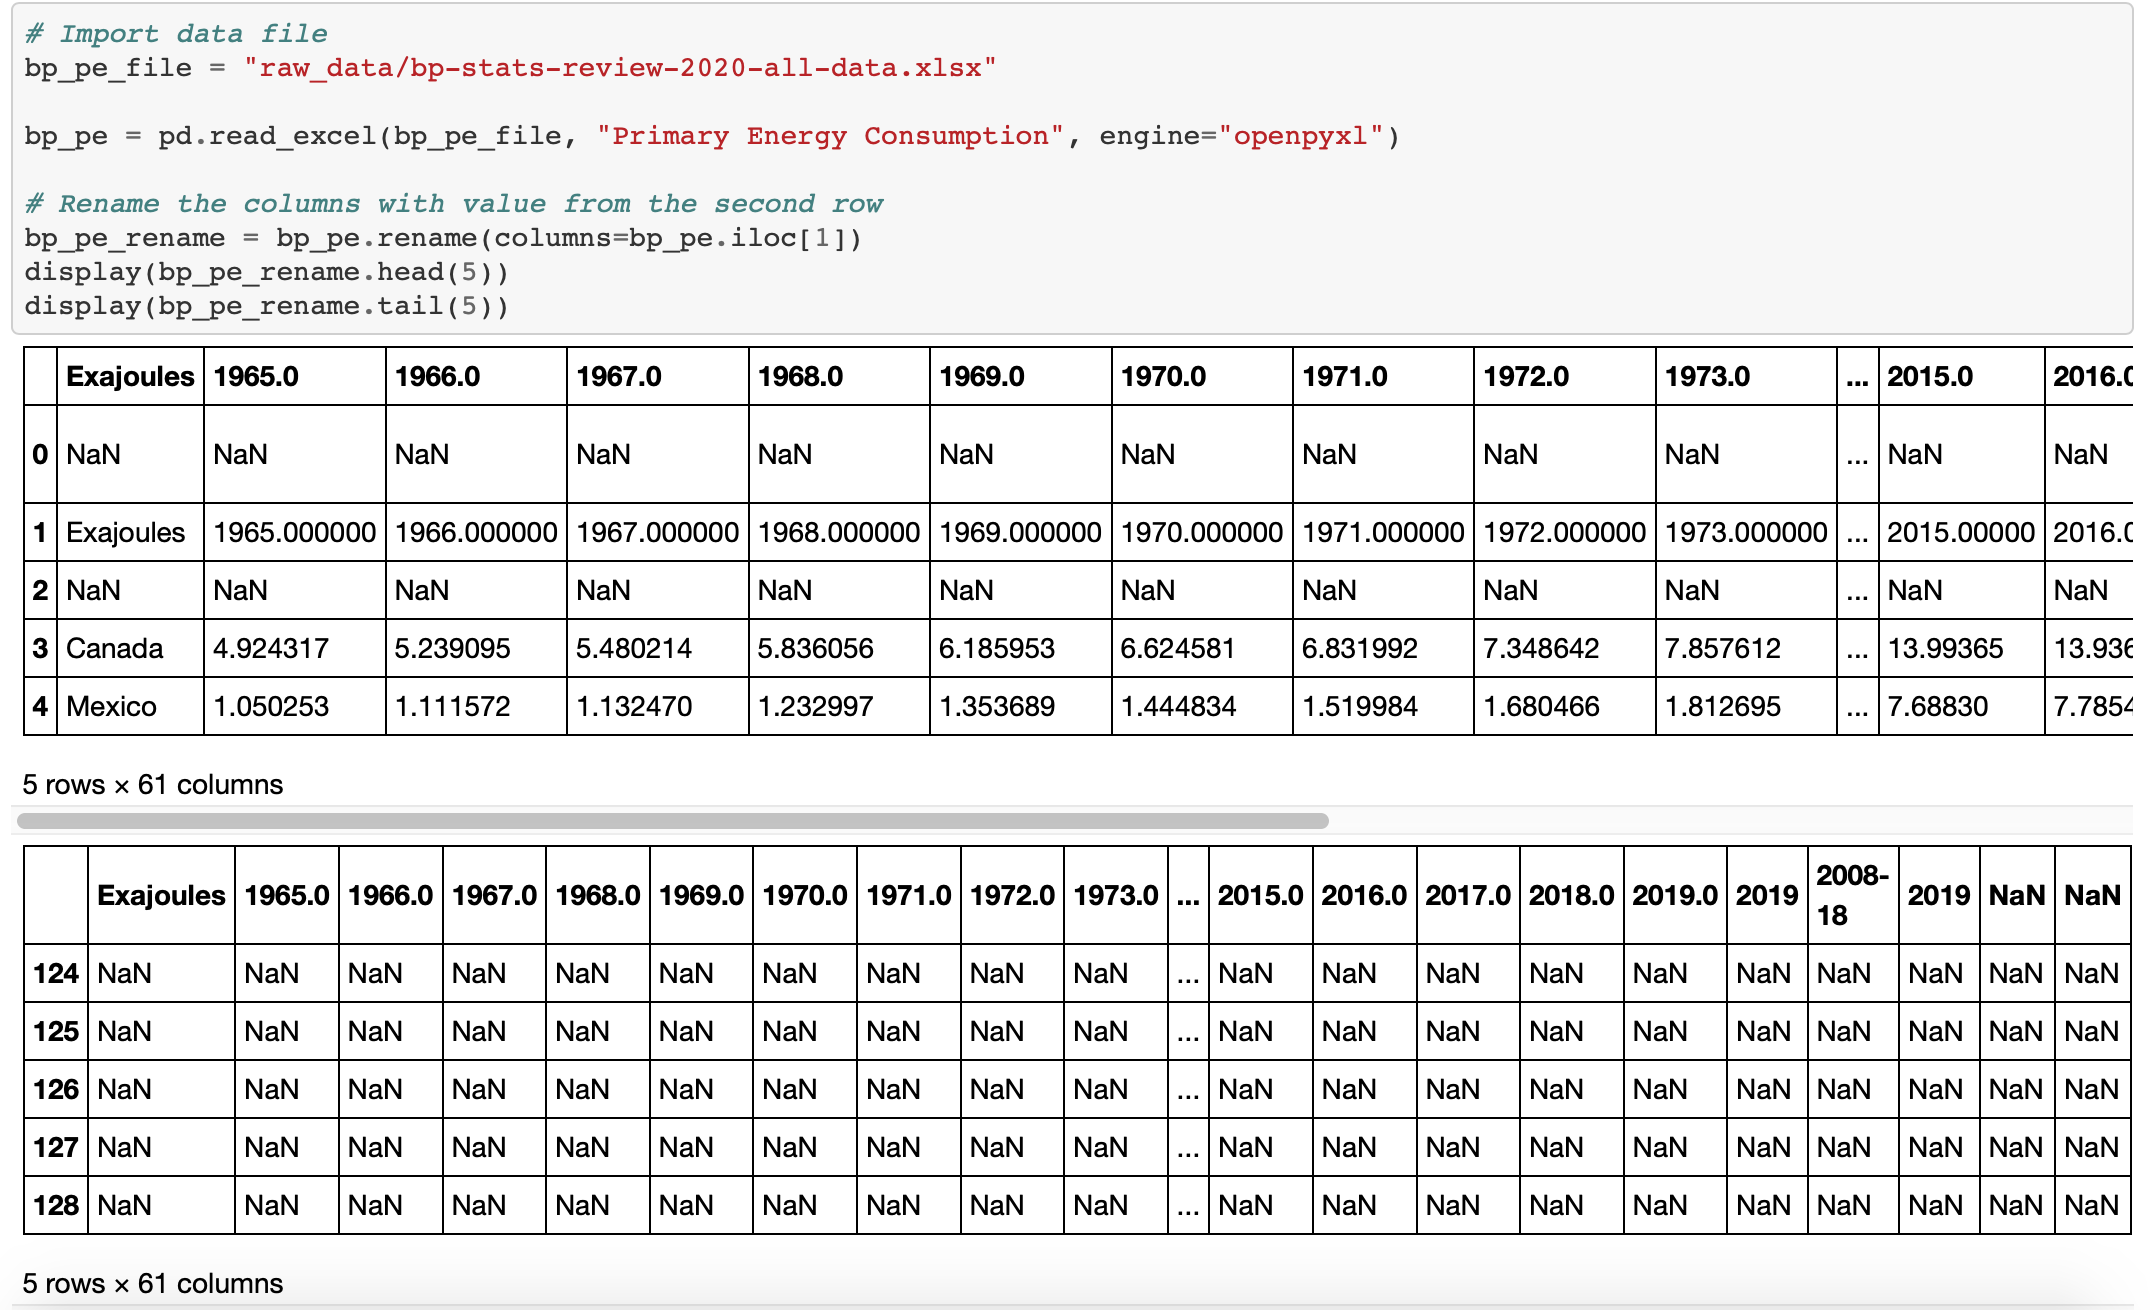 # Import data file
bp_pe_file = "raw_data/bp-stats-review-2020-all-data.xlsx"
bp_pe = pd.read_excel(bp_pe_file, "Primary Energy Consumption", engine="openpyxl")
# Rename the columns with value from the second row
bp_pe_rename = bp_pe.rename(columns=bp_pe.iloc[1])
display(bp_pe_rename.head(5))
display(bp_pe_rename.tail(5))
Exajoules 1965.0 1966.0 1967.0 1968.0 1969.0 1970.0 1971.0 1972.0 1973.0 ... 2015.0 2016.0
0 NaN NaN NaN NaN NaN NaN NaN NaN NaN NaN ... NaN NaN
1 Exajoules 1965.000000 1966.000000 1967.000000 1968.000000 1969.000000 1970.000000 1971.000000 1972.000000 1973.000000 ... 2015.00000 2016.0
2 NaN NaN NaN NaN NaN NaN NaN NaN NaN NaN ... NaN NaN
3 Canada 4.924317 5.239095 5.480214 5.836056 6.185953 6.624581 6.831992 7.348642 7.857612 ... 13.99365 13.936
4 Mexico 1.050253 1.111572 1.132470 1.232997 1.353689 1.444834 1.519984 1.680466 1.812695 ... 7.68830 7.7854
5 rows × 61 columns
Exajoules 1965.0 1966.0 1967.0 1968.0 1969.0 1970.0 1971.0 1972.0 1973.0 ... 2015.0 2016.0 2017.0 2018.0 2019.0 2019 2008-18 2019 NaN NaN
124 NaN NaN NaN NaN NaN NaN NaN NaN NaN NaN ... NaN NaN NaN NaN NaN NaN NaN NaN NaN NaN
125 NaN NaN NaN NaN NaN NaN NaN NaN NaN NaN ... NaN NaN NaN NaN NaN NaN NaN NaN NaN NaN
126 NaN NaN NaN NaN NaN NaN NaN NaN NaN NaN ... NaN NaN NaN NaN NaN NaN NaN NaN NaN NaN
127 NaN NaN NaN NaN NaN NaN NaN NaN NaN NaN ... NaN NaN NaN NaN NaN NaN NaN NaN NaN NaN
128 NaN NaN NaN NaN NaN NaN NaN NaN NaN NaN ... NaN NaN NaN NaN NaN NaN NaN NaN NaN NaN
5 rows × 61 columns